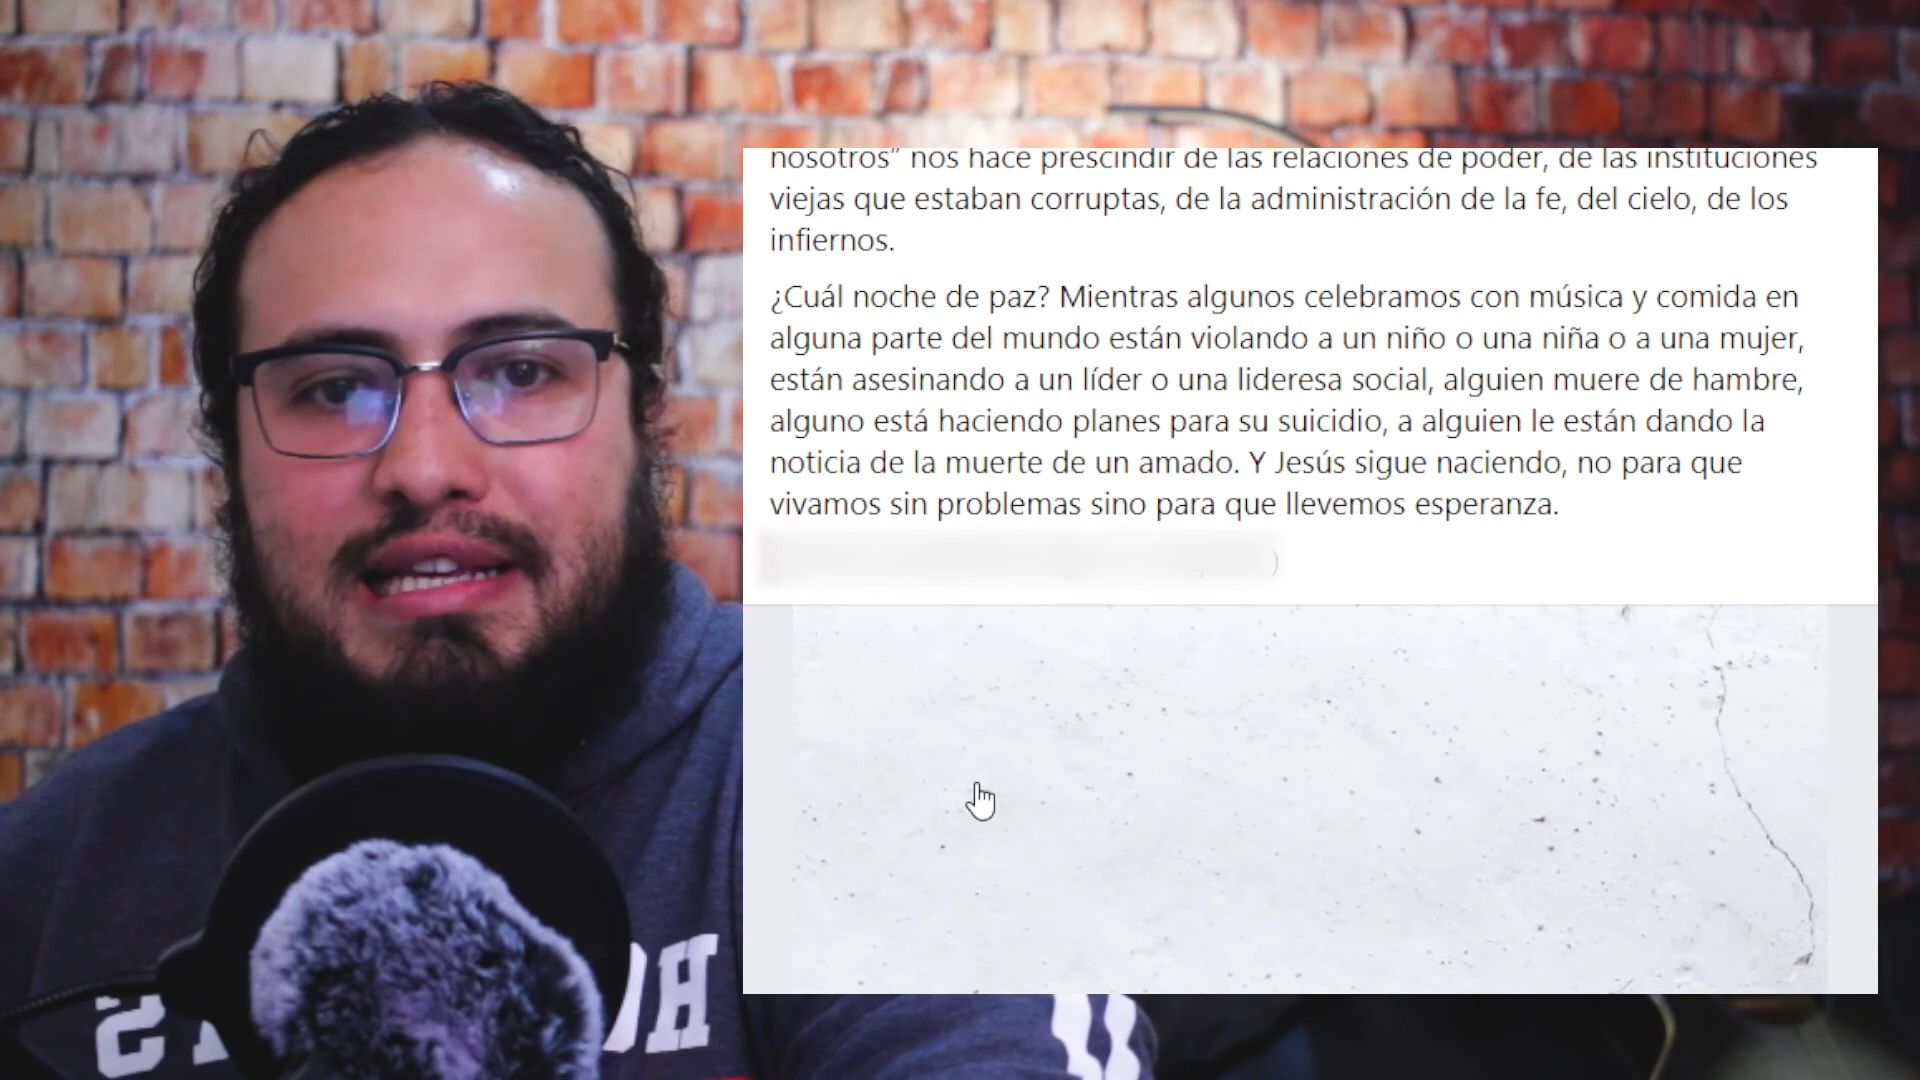 nosotros” nos hace prescindir de las relaciones de poder, de las instituciones
viejas que estaban corruptas, de la administración de la fe, del cielo, de los
infiernos.
¿Cuál noche de paz? Mientras algunos celebramos con música y comida en
alguna parte del mundo están violando a un niño o una niña o a una mujer,
están asesinando a un líder o una lideresa social, alguien muere de hambre,
alguno está haciendo planes para su suicidio, a alguien le están dando la
noticia de la muerte de un amado. Y Jesús sigue naciendo, no para que
vivamos sin problemas sino para que llevemos esperanza.
)